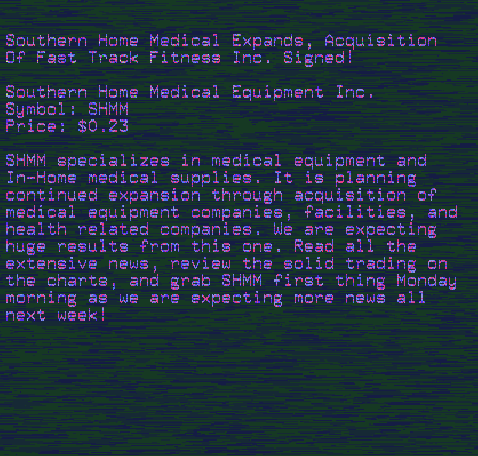 Southern Home Medical Expands, Acquisition
Of Fast Track Fitness Inc. Signed!
Southern Home Medical Equipment Inc.
Symbol: SHMM
Price: $0.23
SHMM specializes in medical equipment and
In-Home medical supplies. It is planning
continued expansion through acquisition of
medical equipment companies, facilities, and
health related companies. We are expecting
huge results from this one. Read all the
extensive news, review the solid trading on
the charts, and grab SHMM first thing Monday
morning as we are expecting more news all
next week!